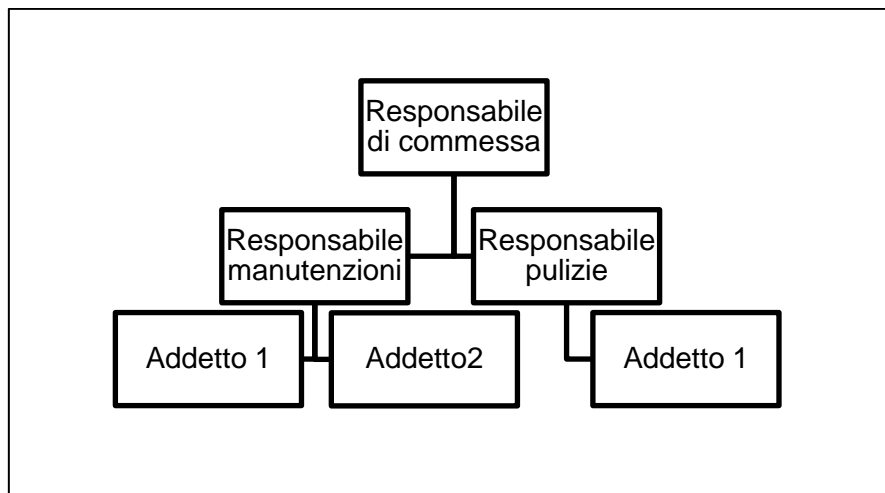 Responsabile
di commessa
Responsabile
manutenzioni
Responsabile
pulizie
Addetto 1
Addetto2
Addetto 1